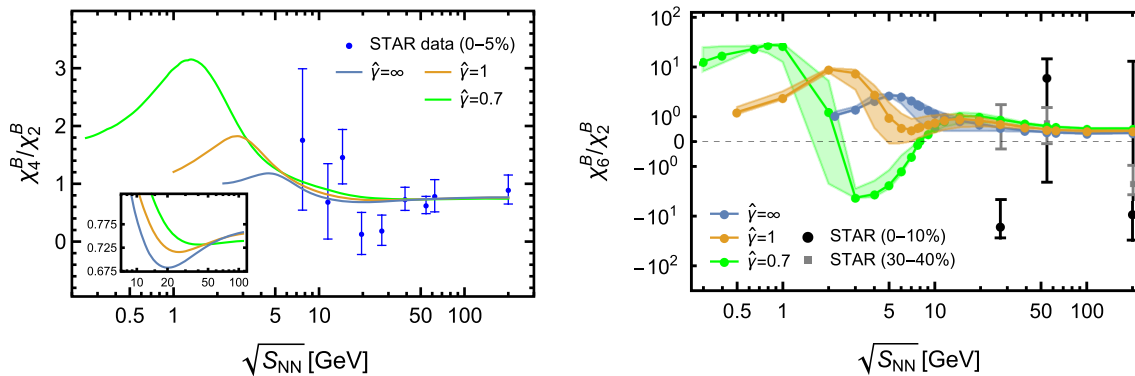 χ₄ᴮ/χ₂ᴮ
3
2
1
0
STAR data (0–5%)
γ̂=∞ γ̂=1
γ̂=0.7
0.775
0.725
0.675
10 20 50 100
0.5 1 5 10 50 100
√S_NN [GeV]
χ₆ᴮ/χ₂ᴮ
10²
10¹
10⁰
0
-10⁰
-10¹
-10²
γ̂=∞
γ̂=1 STAR (0–10%)
γ̂=0.7 STAR (30–40%)
0.5 1 5 10 50 100
√S_NN [GeV]